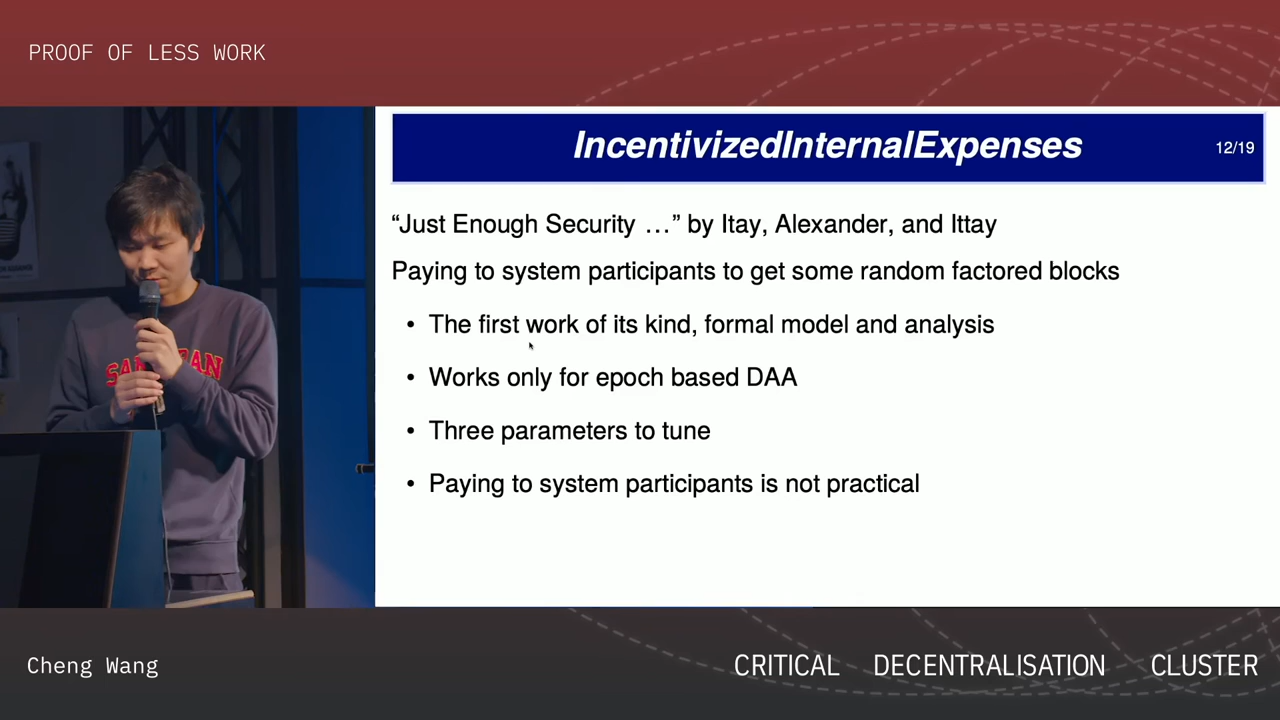 PROOF OF LESS WORK
IncentivizedInternalExpenses
12/19
“Just Enough Security …” by Itay, Alexander, and Ittay
Paying to system participants to get some random factored blocks
• The first work of its kind, formal model and analysis
• Works only for epoch based DAA
• Three parameters to tune
• Paying to system participants is not practical
Cheng Wang
CRITICAL DECENTRALISATION CLUSTER